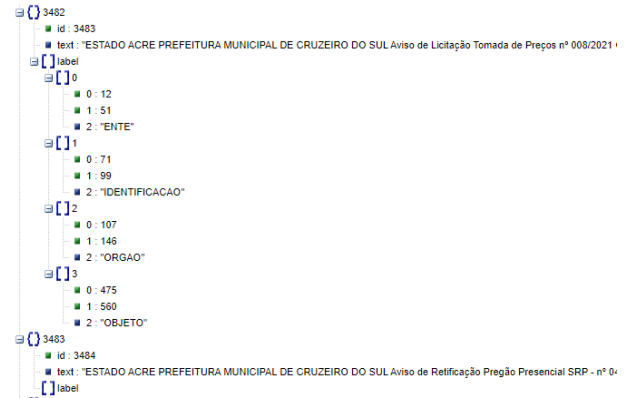 3482
id : 3483
text : "ESTADO ACRE PREFEITURA MUNICIPAL DE CRUZEIRO DO SUL Aviso de Licitação Tomada de Preços nº 008/2021
label
0
0 : 12
1 : 51
2 : "ENTE"
1
0 : 71
1 : 99
2 : "IDENTIFICACAO"
2
0 : 107
1 : 146
2 : "ORGAO"
3
0 : 475
1 : 560
2 : "OBJETO"
3483
id : 3484
text : "ESTADO ACRE PREFEITURA MUNICIPAL DE CRUZEIRO DO SUL Aviso de Retificação Pregão Presencial SRP - nº 04
label